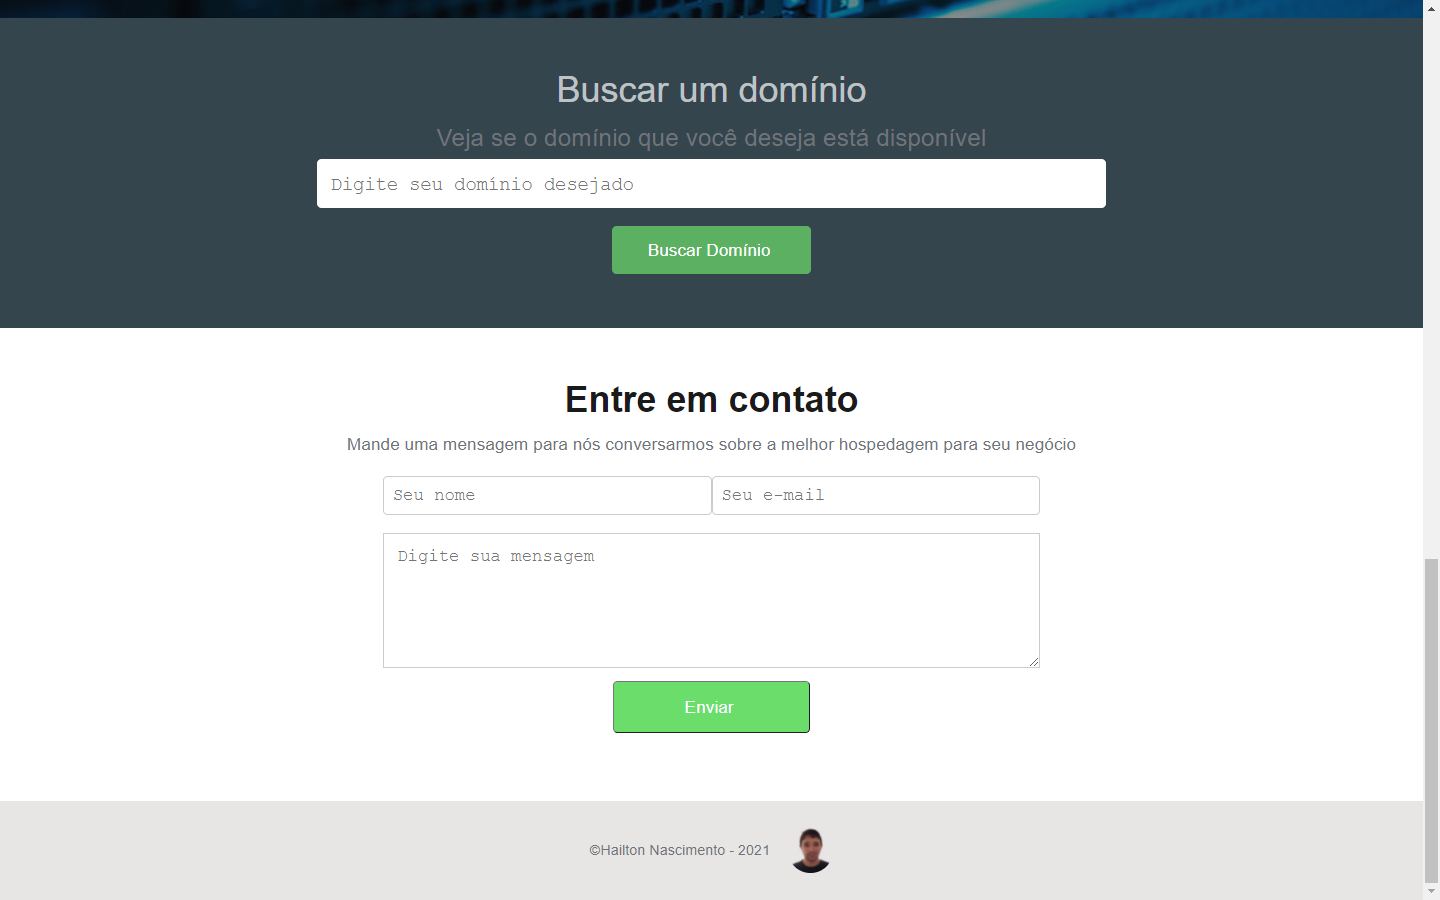 Buscar um domínio
Veja se o domínio que você deseja está disponível
Digite seu domínio desejado
Buscar Domínio
Entre em contato
Mande uma mensagem para nós conversarmos sobre a melhor hospedagem para seu negócio
Seu nome Seu e-mail
Digite sua mensagem
Enviar
©Hailton Nascimento - 2021